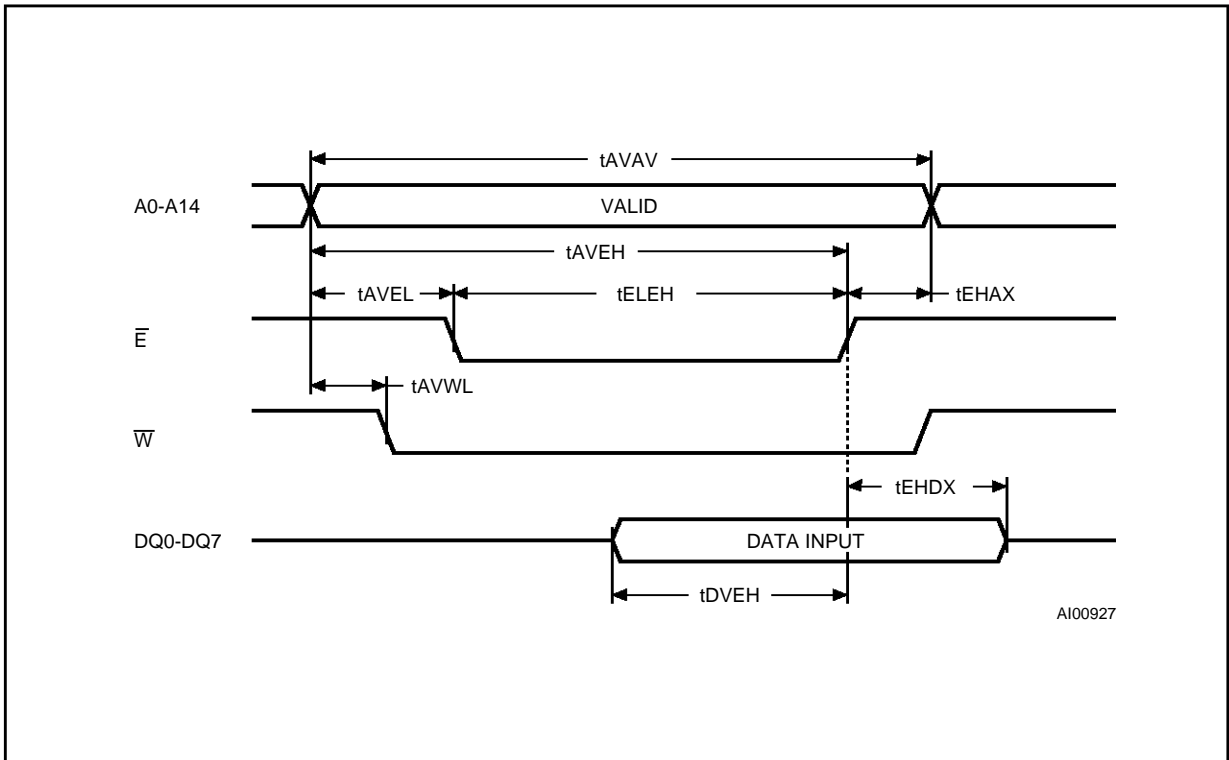 tAVAV
A0-A14
VALID
tAVEH
tAVEL
tELEH
tEHAX
E̅
tAVWL
W̅
tEHDX
DQ0-DQ7
DATA INPUT
tDVEH
AI00927